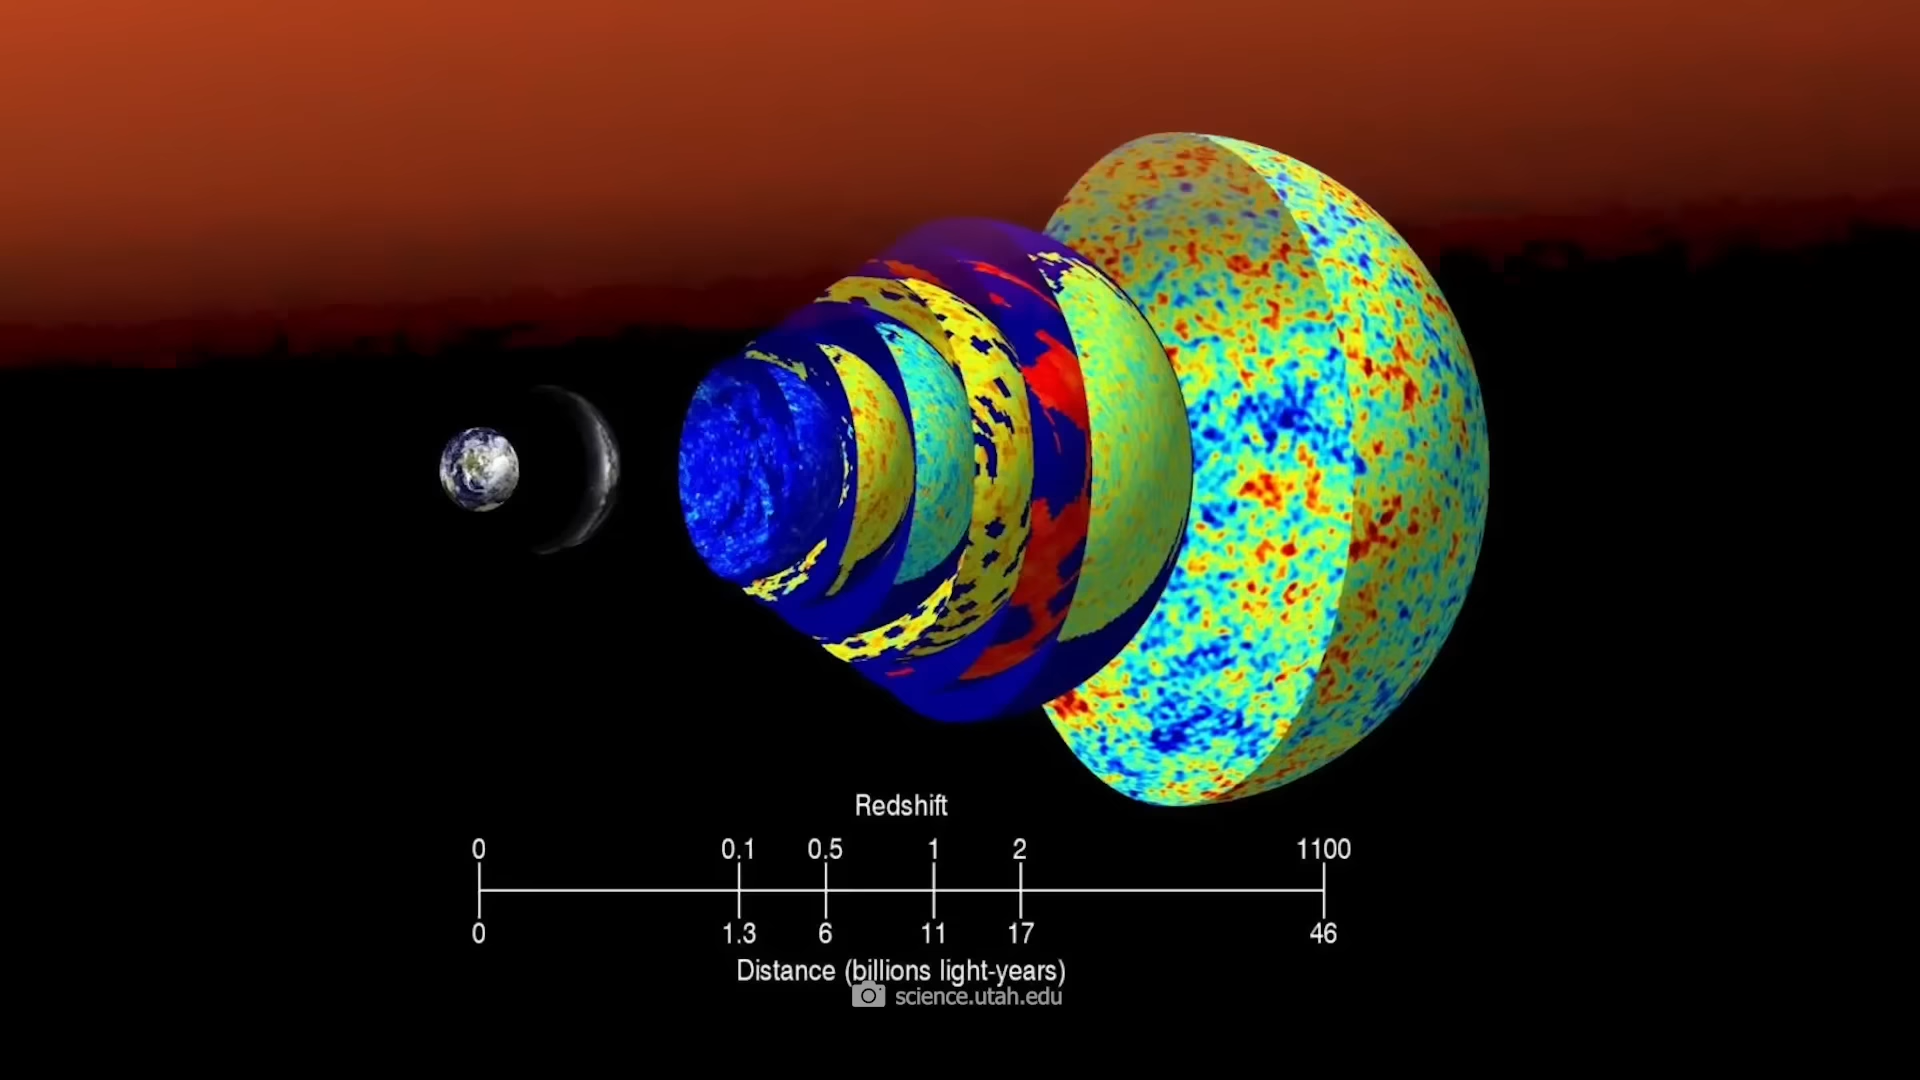 Redshift
0 0.1 0.5 1 2 1100
0 1.3 6 11 17 46
Distance (billions light-years)
science.utah.edu